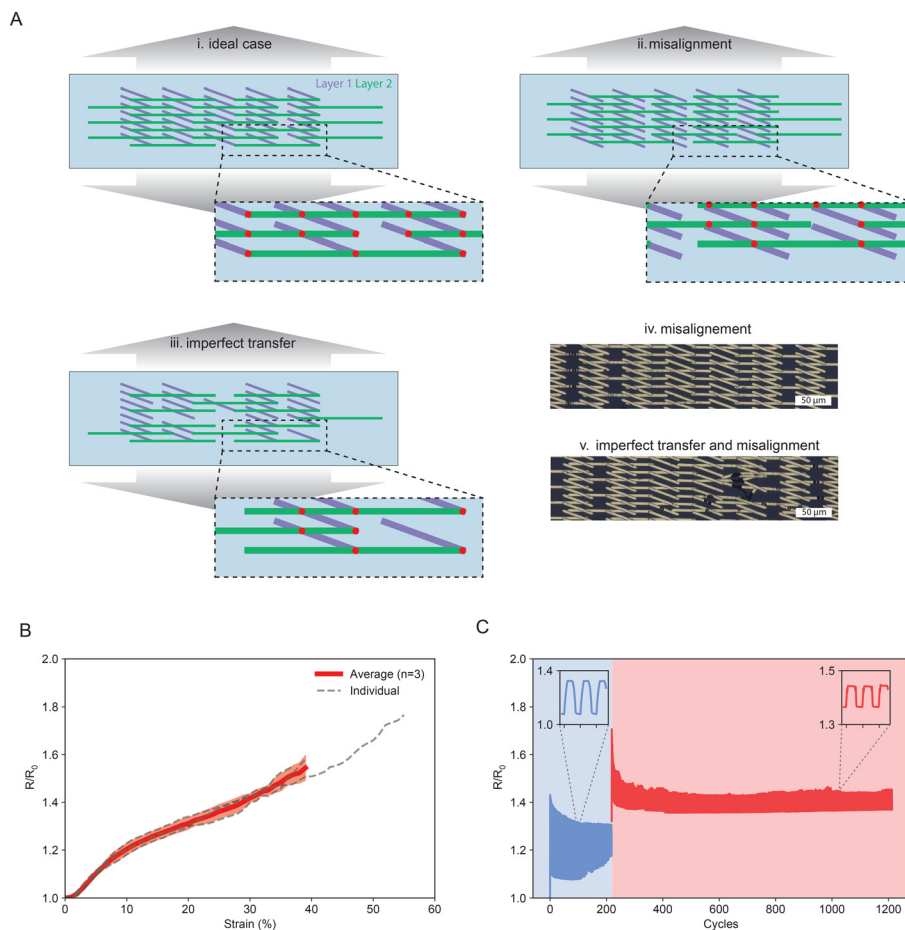 A
i. ideal case
Layer 1 Layer 2
ii. misalignment
iii. imperfect transfer
iv. misalignement
50 μm
v. imperfect transfer and misalignment
50 μm
B
2.0
1.8
1.6
1.4
1.2
1.0
R/R0
Average (n=3)
Individual
0
10
20
30
40
50
60
Strain (%)
C
2.0
1.8
1.6
1.4
1.2
1.0
R/R0
1.4
1.0
1.5
1.3
0
200
400
600
800
1000
1200
Cycles